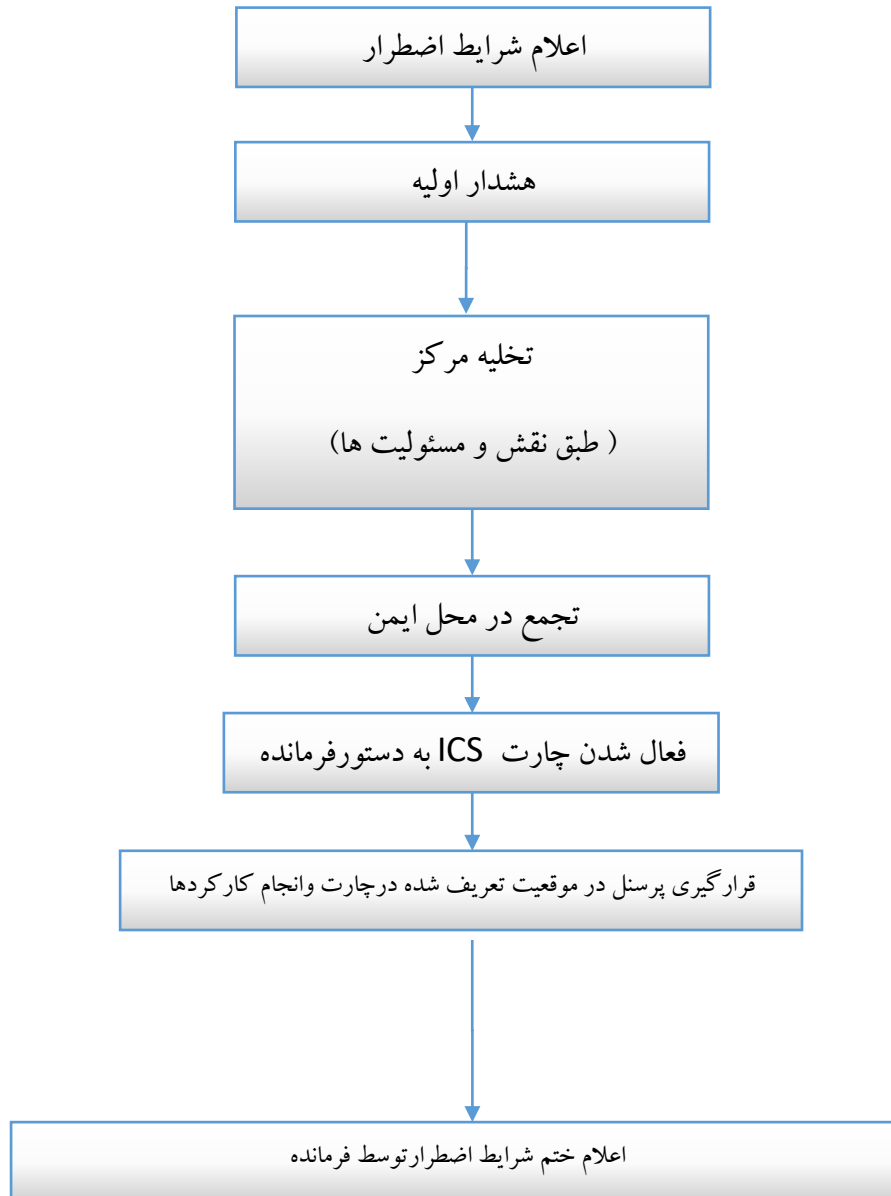 اعلام شرایط اضطرار
هشدار اولیه
تخلیه مرکز
( طبق نقش و مسئولیت ها)
تجمع در محل ایمن
فعال شدن چارت ICS به دستورفرمانده
قرارگیری پرسنل در موقعیت تعریف شده درچارت وانجام کارکردها
اعلام ختم شرایط اضطرارتوسط فرمانده